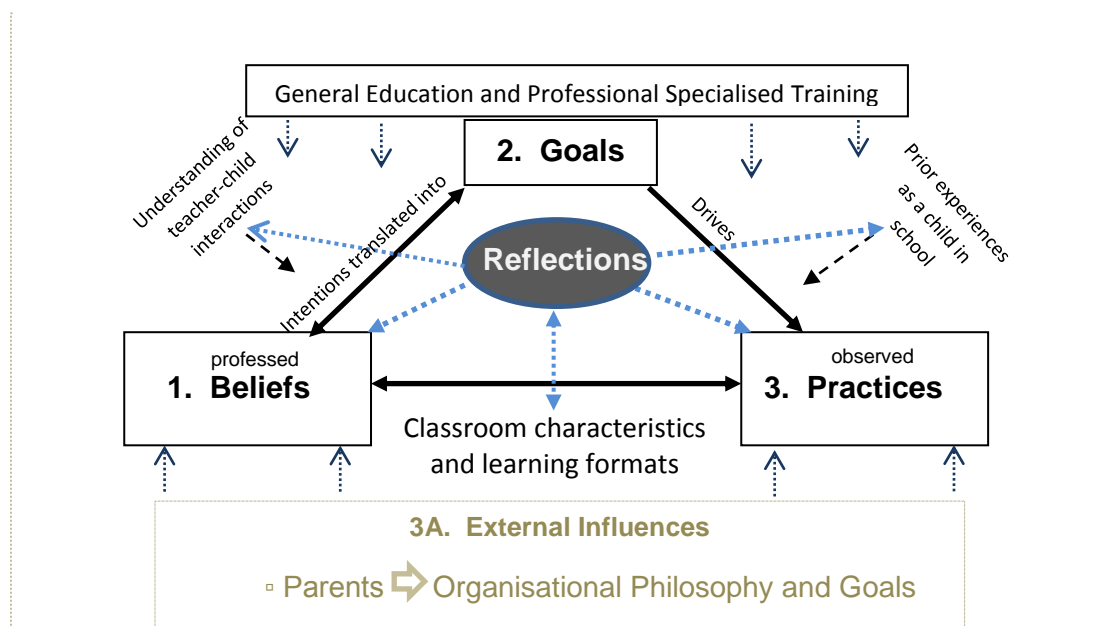 General Education and Professional Specialised Training
2. Goals
Understanding of
teacher-child
interactions
Intentions translated into
Drives
Prior experiences
as a child in
school
Reflections
professed
1. Beliefs
observed
3. Practices
Classroom characteristics
and learning formats
3A. External Influences
▫ Parents ⇨ Organisational Philosophy and Goals